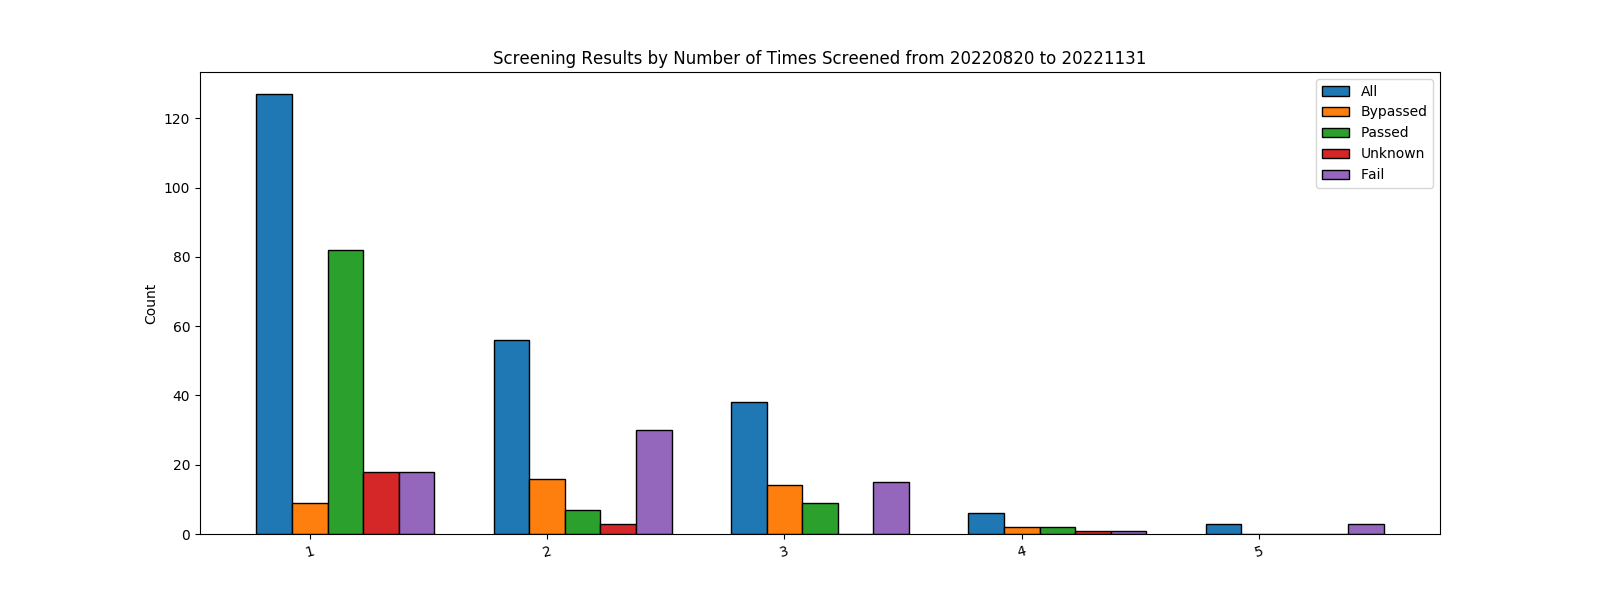 Screening Results by Number of Times Screened from 20220820 to 20221131
All
Bypassed
Passed
Unknown
Fail
Count
120
100
80
60
40
20
0
1 2 3 4 5